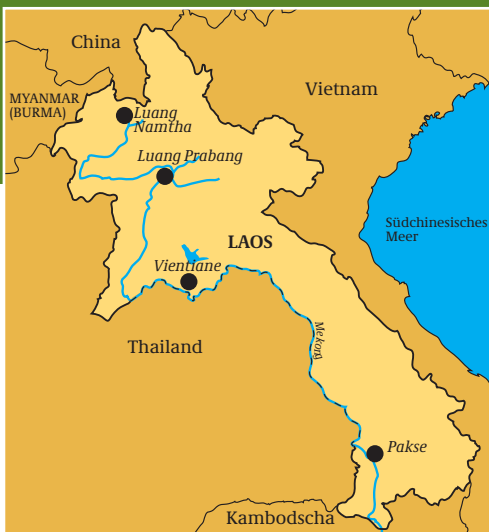 China
Vietnam
MYANMAR
(BURMA)
Luang
Namtha
Luang Prabang
Südchinesisches
Meer
LAOS
Vientiane
Mekong
Thailand
Pakse
Kambodscha